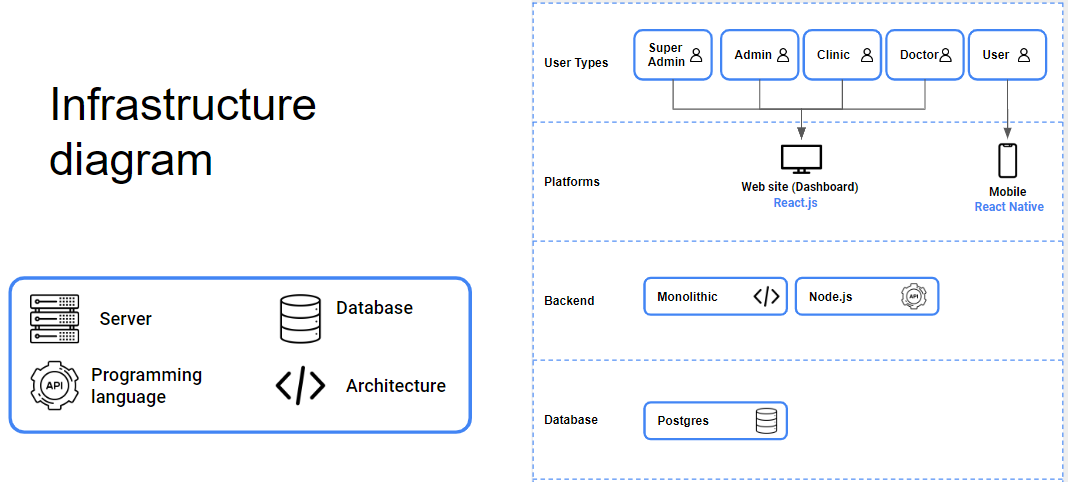 Infrastructure
diagram
Server
Database
API
Programming
language
Architecture
User Types
Super
Admin
Admin
Clinic
Doctor
User
Platforms
Web site (Dashboard)
React.js
Mobile
React Native
Backend
Monolithic
Node.js
API
Database
Postgres